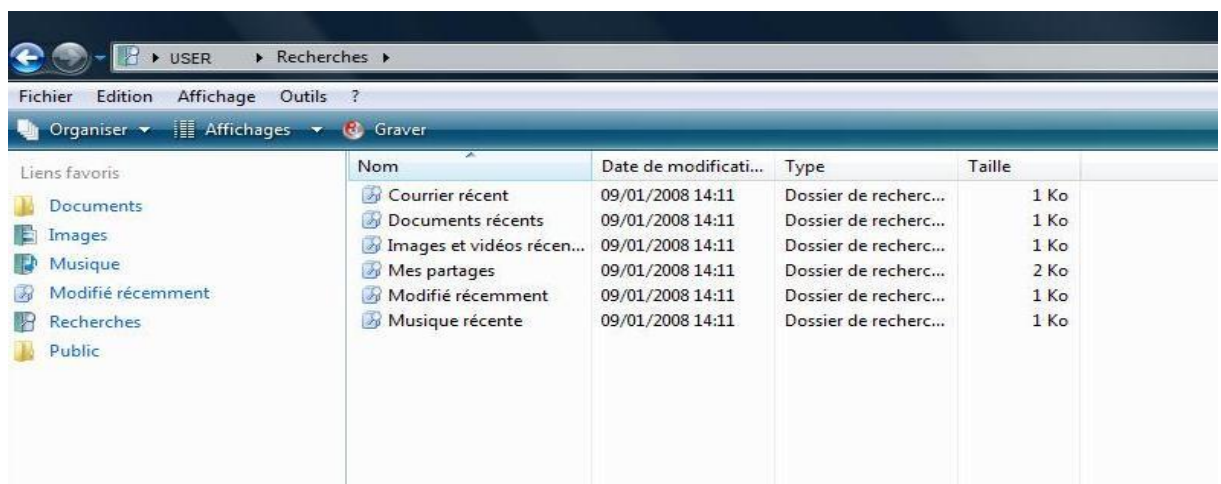 USER Recherches
Fichier Edition Affichage Outils ?
Organiser Affichages Graver
Liens favoris
Documents
Images
Musique
Modifié récemment
Recherches
Public
Nom Date de modificati... Type Taille
Courrier récent 09/01/2008 14:11 Dossier de recherc... 1 Ko
Documents récents 09/01/2008 14:11 Dossier de recherc... 1 Ko
Images et vidéos récen... 09/01/2008 14:11 Dossier de recherc... 1 Ko
Mes partages 09/01/2008 14:11 Dossier de recherc... 2 Ko
Modifié récemment 09/01/2008 14:11 Dossier de recherc... 1 Ko
Musique récente 09/01/2008 14:11 Dossier de recherc... 1 Ko